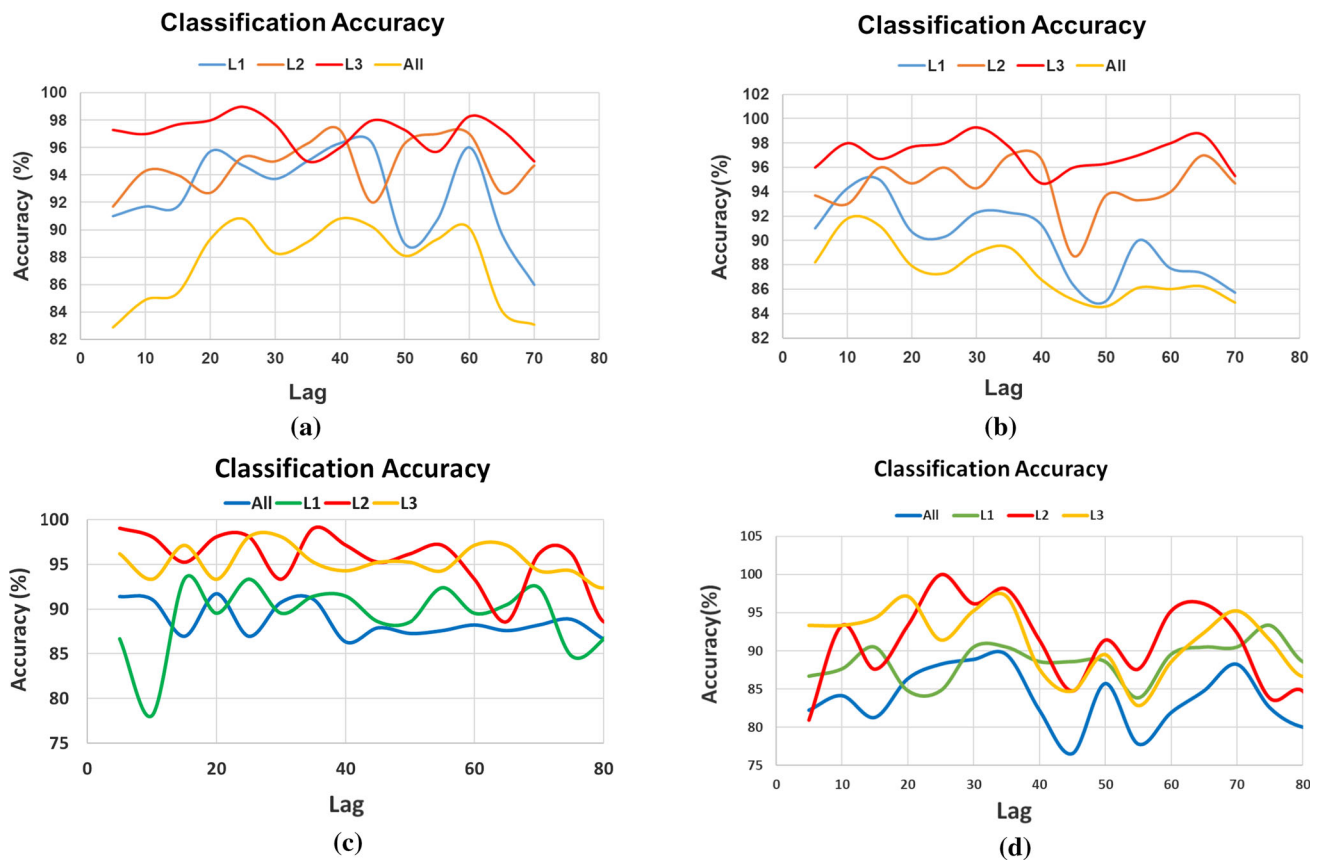 Classification Accuracy
L1 L2 L3 All
100
98
96
94
92
90
88
86
84
82
Accuracy (%)
0 10 20 30 40 50 60 70 80
Lag
(a)
Classification Accuracy
L1 L2 L3 All
102
100
98
96
94
92
90
88
86
84
82
Accuracy(%)
0 10 20 30 40 50 60 70 80
Lag
(b)
Classification Accuracy
All L1 L2 L3
100
95
90
85
80
75
Accuracy (%)
0 20 40 60 80
Lag
(c)
Classification Accuracy
All L1 L2 L3
105
100
95
90
85
80
75
Accuracy(%)
0 10 20 30 40 50 60 70 80
Lag
(d)